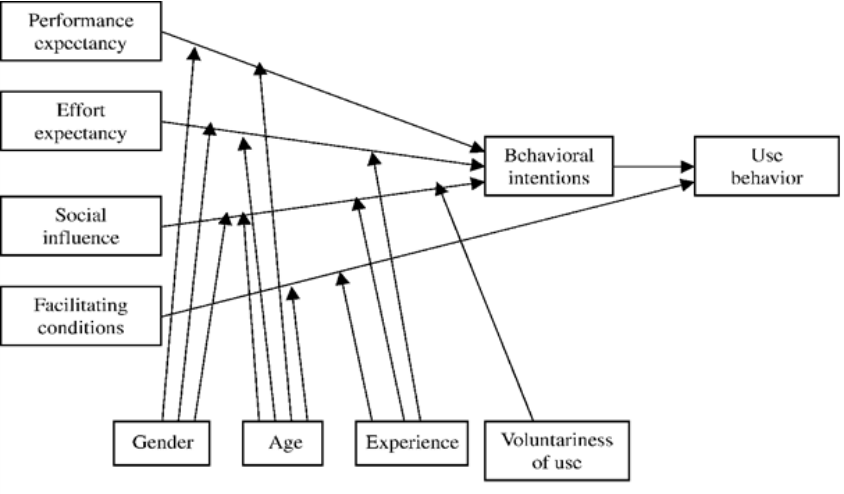 Performance
expectancy
Effort
expectancy
Social
influence
Facilitating
conditions
Behavioral
intentions
Use
behavior
Gender
Age
Experience
Voluntariness
of use